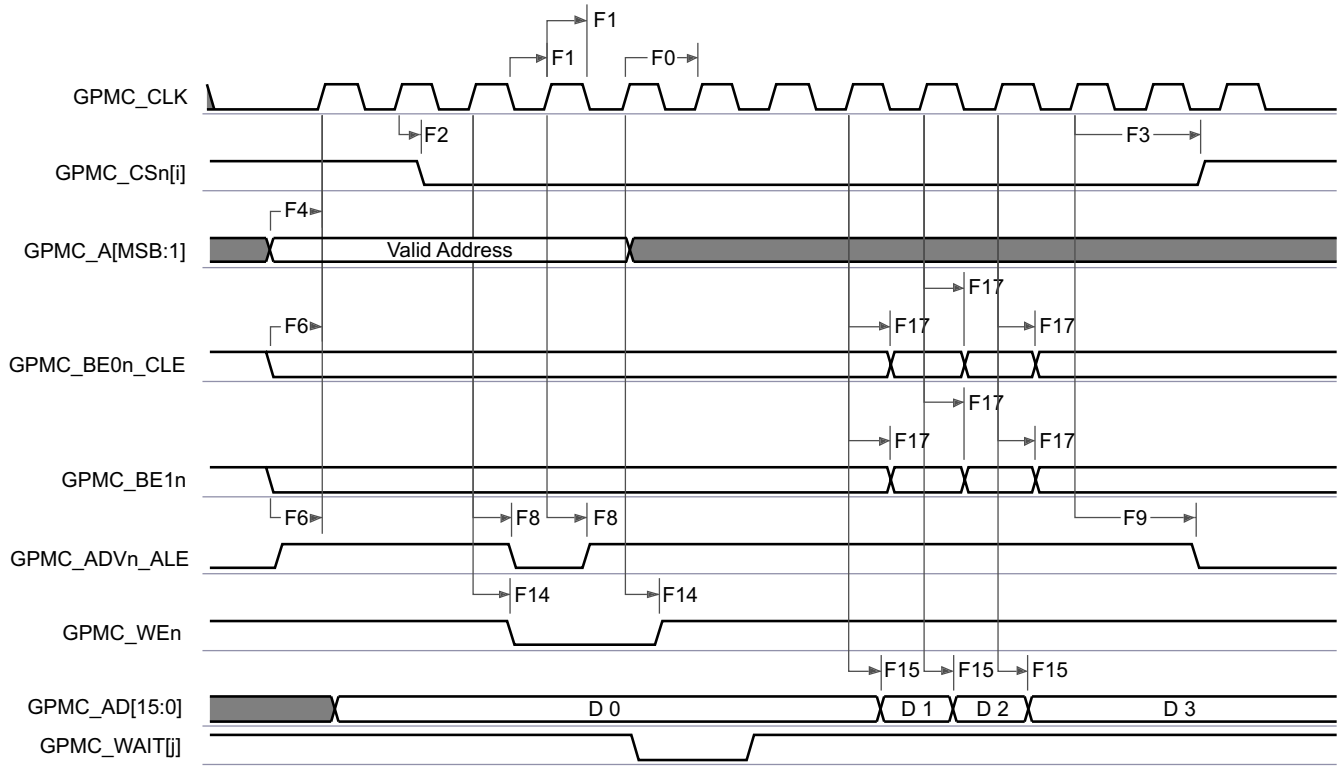 F1
F1 F0
GPMC_CLK
F2 F3
GPMC_CSn[i]
F4
GPMC_A[MSB:1] Valid Address
F17
F6 F17 F17
GPMC_BE0n_CLE
F17
F17 F17
GPMC_BE1n
F6 F8 F8 F9
GPMC_ADVn_ALE
F14 F14
GPMC_WEn
F15 F15 F15
GPMC_AD[15:0] D 0 D 1 D 2 D 3
GPMC_WAIT[j]